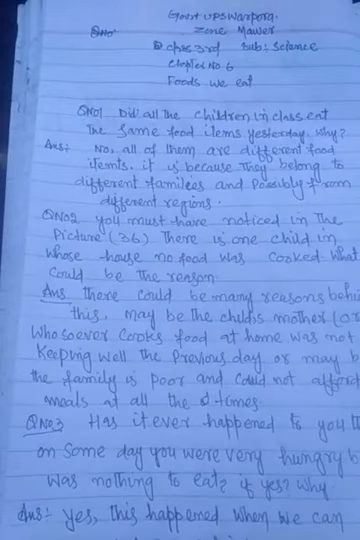 Govt UPS Warpora.
Zone Mawer
QNo
Class 3rd Sub: Science
Chapter No. 6
Foods we eat
QNo1 Did all the children in class eat
the same food items yesterday. Why?
Ans: No, all of them are different food
items. it is because They belong to
different families and Possibly from
different regions.
QNo2 you must have noticed in The
Picture (36) There is one child in
whose house no food was cooked. What
Could be the reason.
Ans There could be many reasons behi
this, may be the childs mother (or
Whosoever Cooks food at home was not
Keeping well the Previous day or may b
the family is poor and could not afford
meals at all the times.
QNo3 Has it ever happened to you th
on some day you were very hungry b
Was nothing to eat? if yes? Why.
Ans:- Yes, this happened when we can